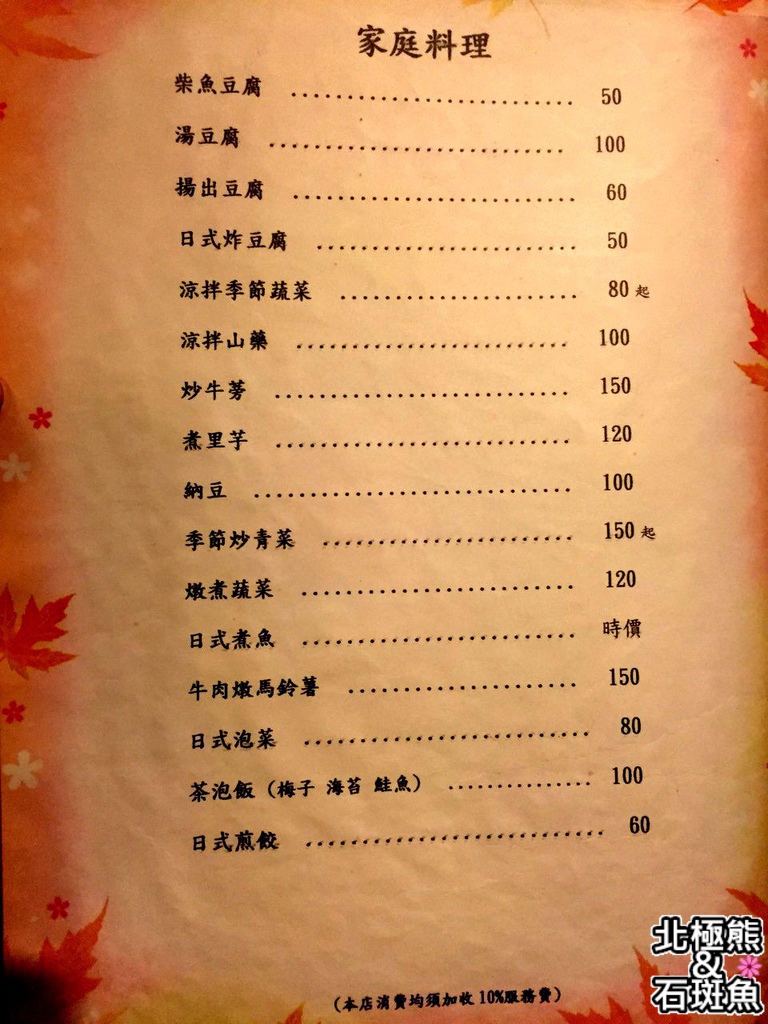 家庭料理
柴魚豆腐 ................................ 50
湯豆腐 ................................ 100
揚出豆腐 ................................ 60
日式炸豆腐 ............................. 50
涼拌季節蔬菜 .......................... 80起
涼拌山藥 .............................. 100
炒牛蒡 ................................ 150
煮里芋 ................................ 120
納豆 .................................. 100
季節炒青菜 ............................ 150起
燉煮蔬菜 .............................. 120
日式煮魚 .............................. 時價
牛肉燉馬鈴薯 .......................... 150
日式泡菜 .............................. 80
茶泡飯（梅子 海苔 鮭魚） ................ 100
日式煎餃 .............................. 60
（本店消費均須加收10%服務費）
北極熊
&
石斑魚